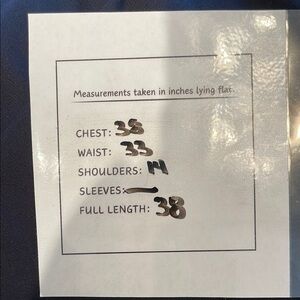 Measurements taken in inches lying flat.
CHEST: 38
WAIST: 33
SHOULDERS: 14
SLEEVES: —
FULL LENGTH: 38